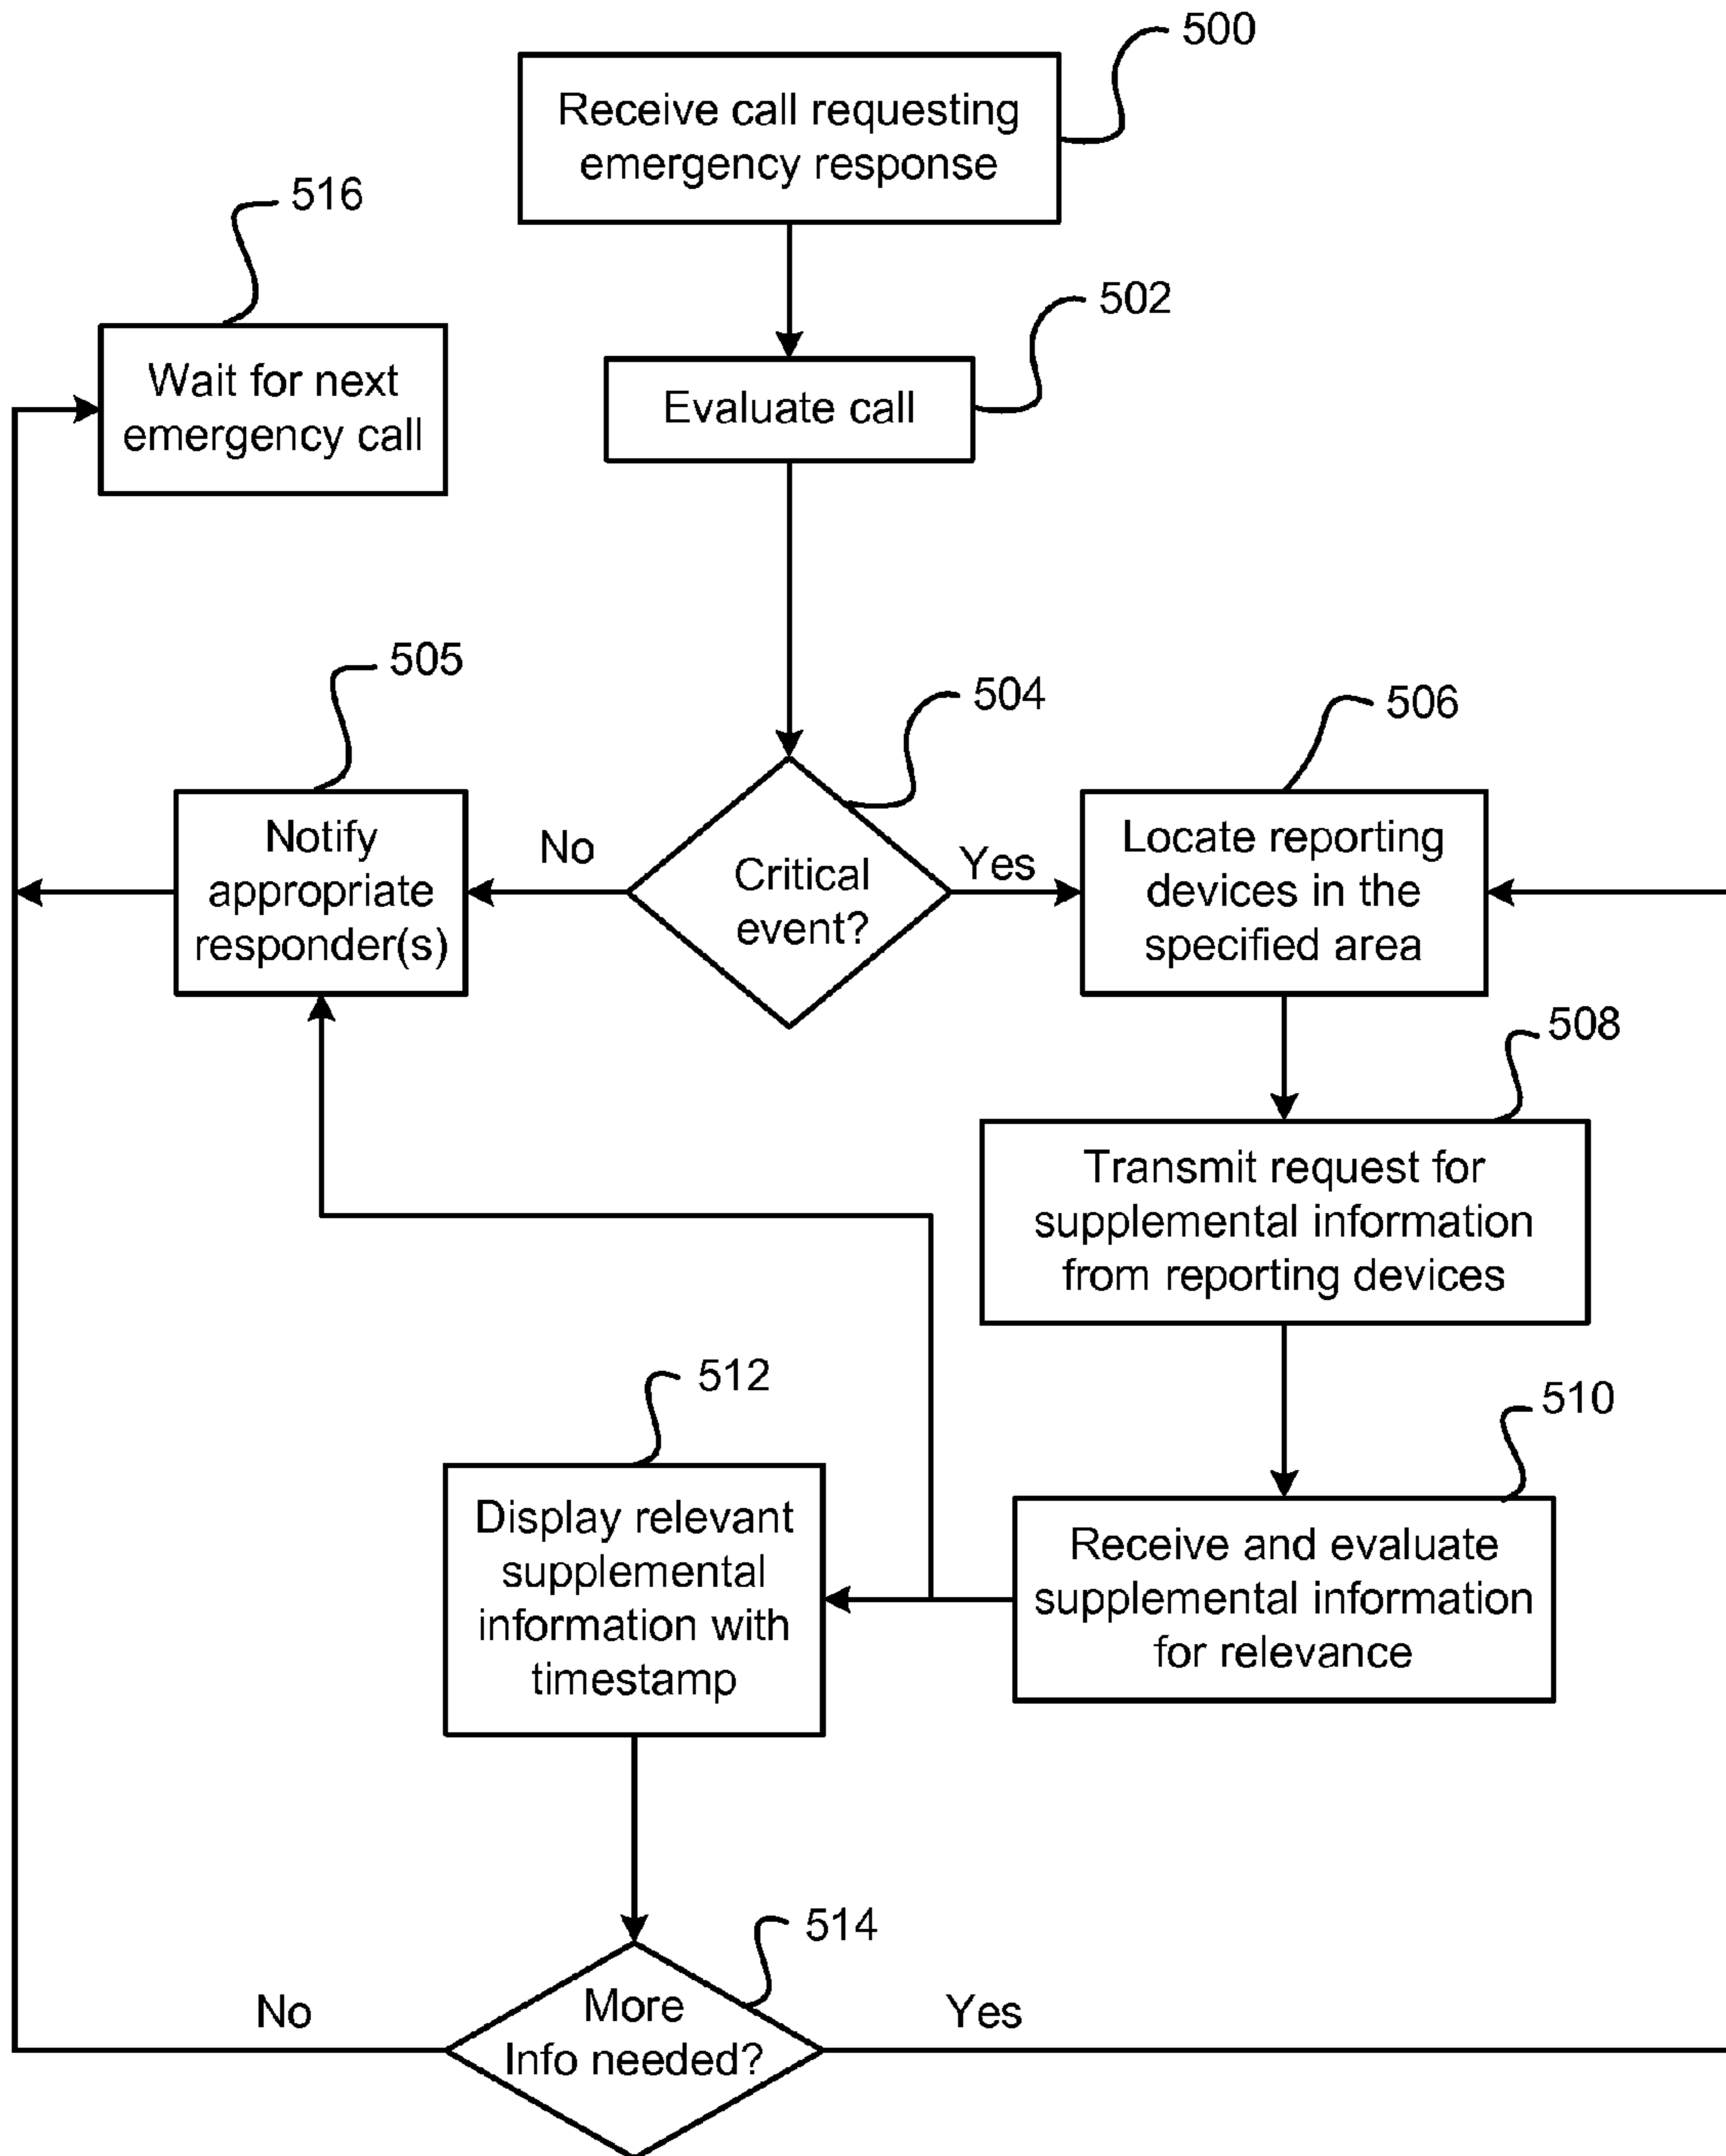 500
Receive call requesting
emergency response
516
Wait for next
emergency call
502
Evaluate call
505
Notify
appropriate
responder(s)
No
504
Critical
event?
Yes
506
Locate reporting
devices in the
specified area
508
Transmit request for
supplemental information
from reporting devices
512
Display relevant
supplemental
information with
timestamp
510
Receive and evaluate
supplemental information
for relevance
514
No
More
Info needed?
Yes